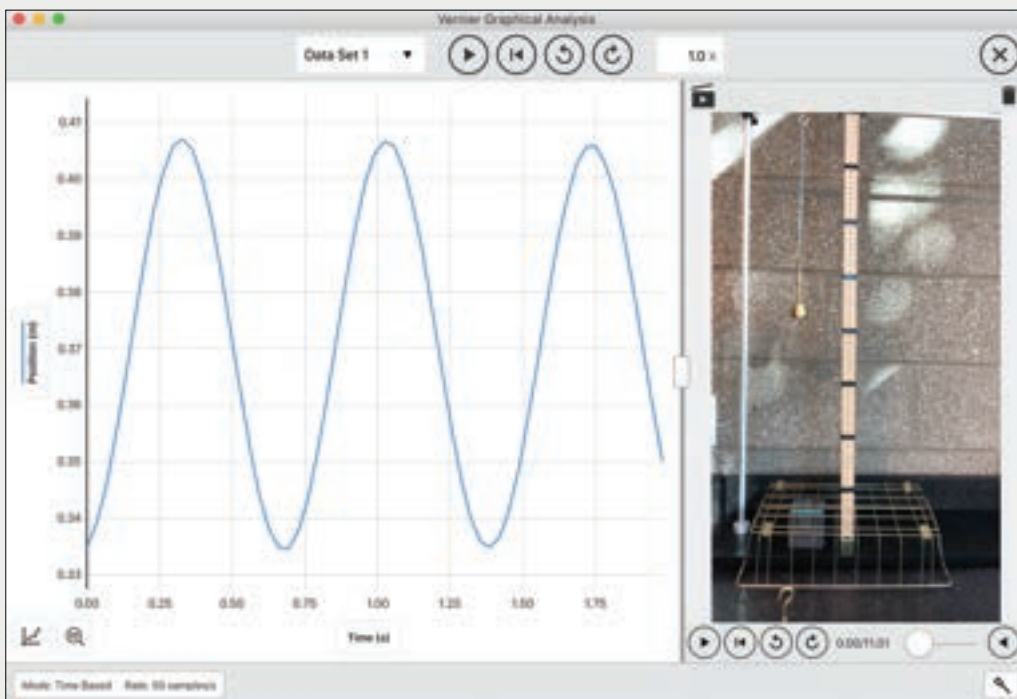 Vernier Graphical Analysis
Data Set 1
1.0 x
0.41
0.40
0.39
0.38
0.37
0.36
0.35
0.34
0.33
Position (m)
0.00 0.25 0.50 0.75 1.00 1.25 1.50 1.75
Time (s)
0:00/11:01
Mode: Time Based Rate: samples/s